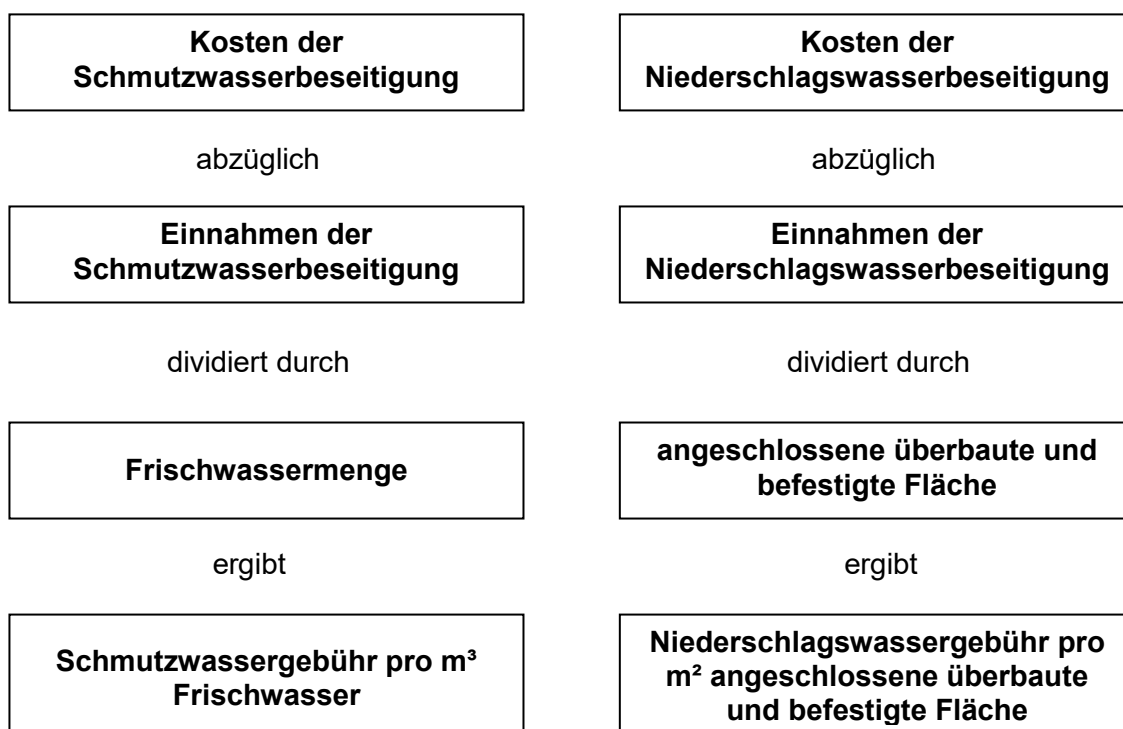 Kosten der
Schmutzwasserbeseitigung
abzüglich
Einnahmen der
Schmutzwasserbeseitigung
dividiert durch
Frischwassermenge
ergibt
Schmutzwassergebühr pro m³
Frischwasser
Kosten der
Niederschlagswasserbeseitigung
abzüglich
Einnahmen der
Niederschlagswasserbeseitigung
dividiert durch
angeschlossene überbaute und
befestigte Fläche
ergibt
Niederschlagswassergebühr pro
m² angeschlossene überbaute
und befestigte Fläche